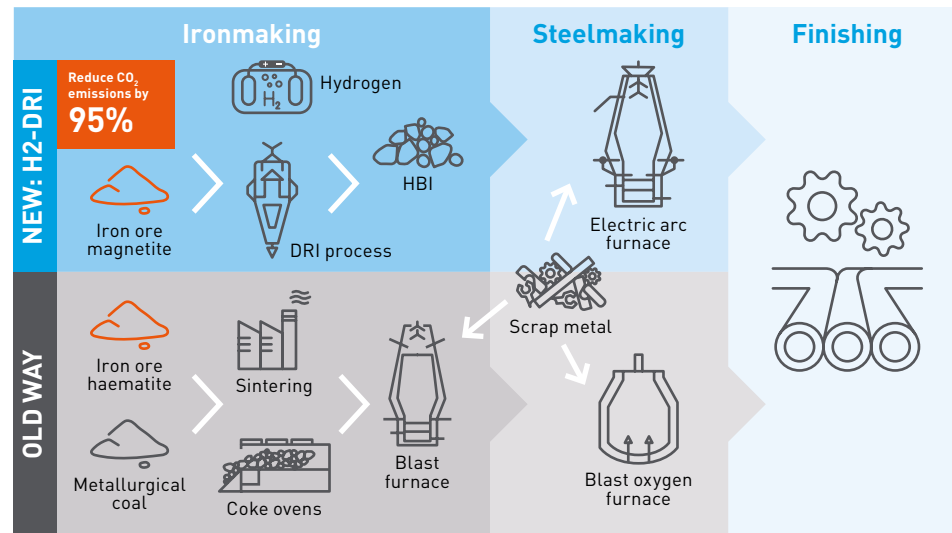 Ironmaking
Steelmaking
Finishing
NEW: H2-DRI
Reduce CO₂
emissions by
95%
H₂
Hydrogen
Iron ore
magnetite
DRI process
HBI
Electric arc
furnace
Scrap metal
OLD WAY
Iron ore
haematite
Sintering
Metallurgical
coal
Coke ovens
Blast
furnace
Blast oxygen
furnace